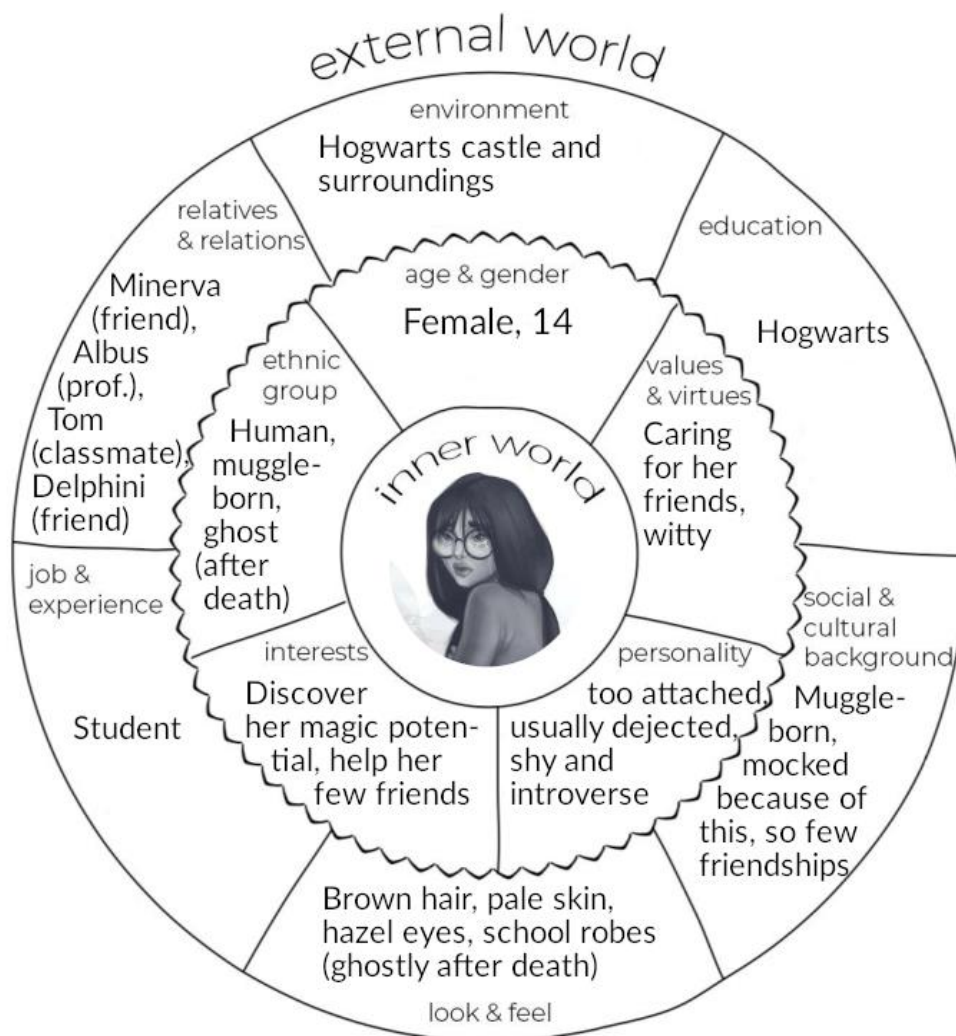 external world
environment
Hogwarts castle and
surroundings
relatives
& relations
Minerva
(friend),
Albus
(prof.),
Tom
(classmate),
Delphini
(friend)
education
Hogwarts
age & gender
Female, 14
ethnic
group
Human,
muggle-
born,
ghost
(after
death)
values
& virtues
Caring
for her
friends,
witty
inner world
job &
experience
Student
interests
Discover
her magic poten-
tial, help her
few friends
personality
too attached,
usually dejected,
shy and
introverse
social &
cultural
background
Muggle-
born,
mocked
because of
this, so few
friendships
Brown hair, pale skin,
hazel eyes, school robes
(ghostly after death)
look & feel